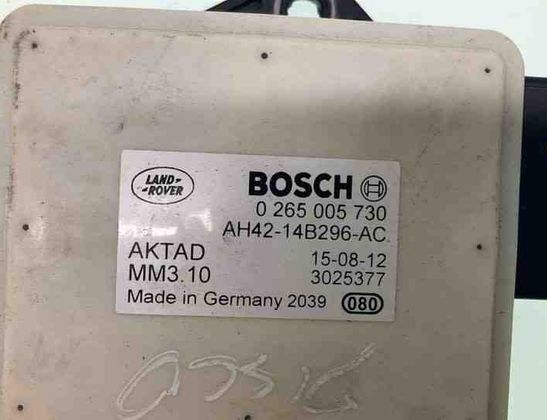 LAND-
-ROVER
BOSCH
0 265 005 730
AH42-14B296-AC
AKTAD 15-08-12
MM3.10 3025377
Made in Germany 2039 080